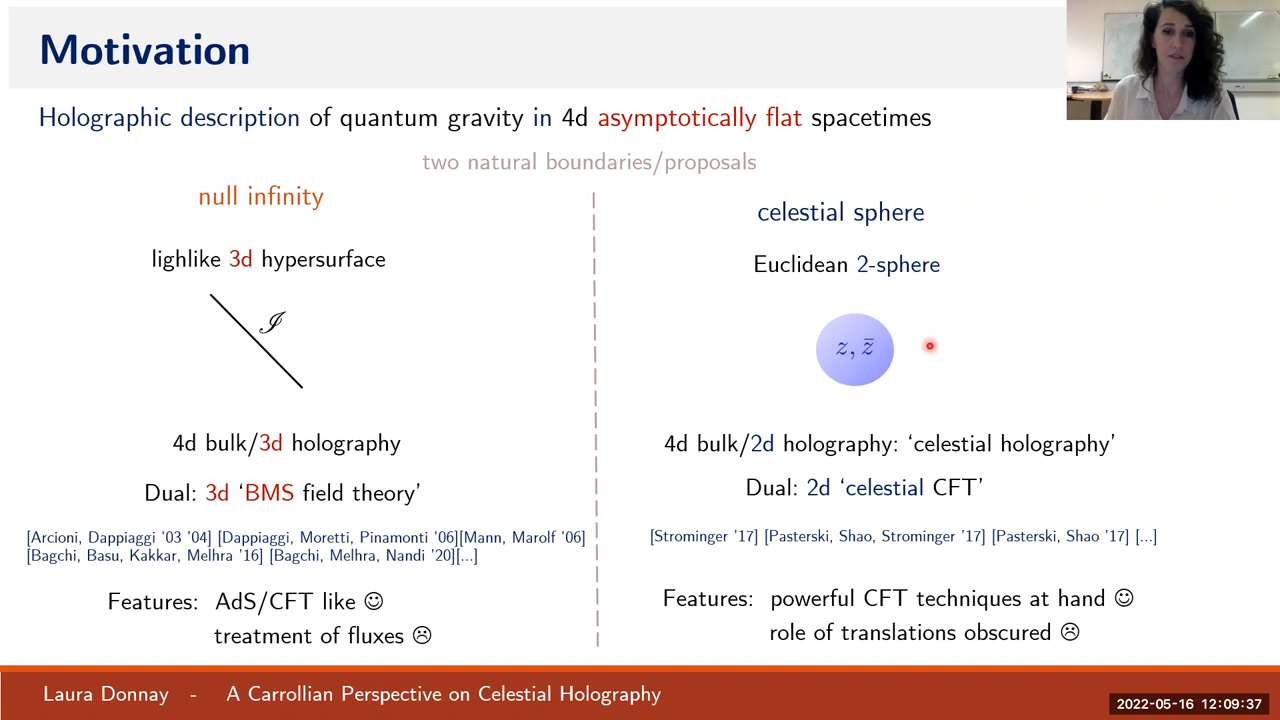 Motivation
Holographic description of quantum gravity in 4d asymptotically flat spacetimes
two natural boundaries/proposals
null infinity
lighlike 3d hypersurface
ℐ
4d bulk/3d holography
Dual: 3d ‘BMS field theory’
[Arcioni, Dappiaggi ’03 ’04] [Dappiaggi, Moretti, Pinamonti ’06][Mann, Marolf ’06]
[Bagchi, Basu, Kakkar, Melhra ’16] [Bagchi, Melhra, Nandi ’20][...]
Features: AdS/CFT like ☺
treatment of fluxes ☹
celestial sphere
Euclidean 2-sphere
z, z̄
4d bulk/2d holography: ‘celestial holography’
Dual: 2d ‘celestial CFT’
[Strominger ’17] [Pasterski, Shao, Strominger ’17] [Pasterski, Shao ’17] [...]
Features: powerful CFT techniques at hand ☺
role of translations obscured ☹
Laura Donnay - A Carrollian Perspective on Celestial Holography
2022-05-16 12:09:37